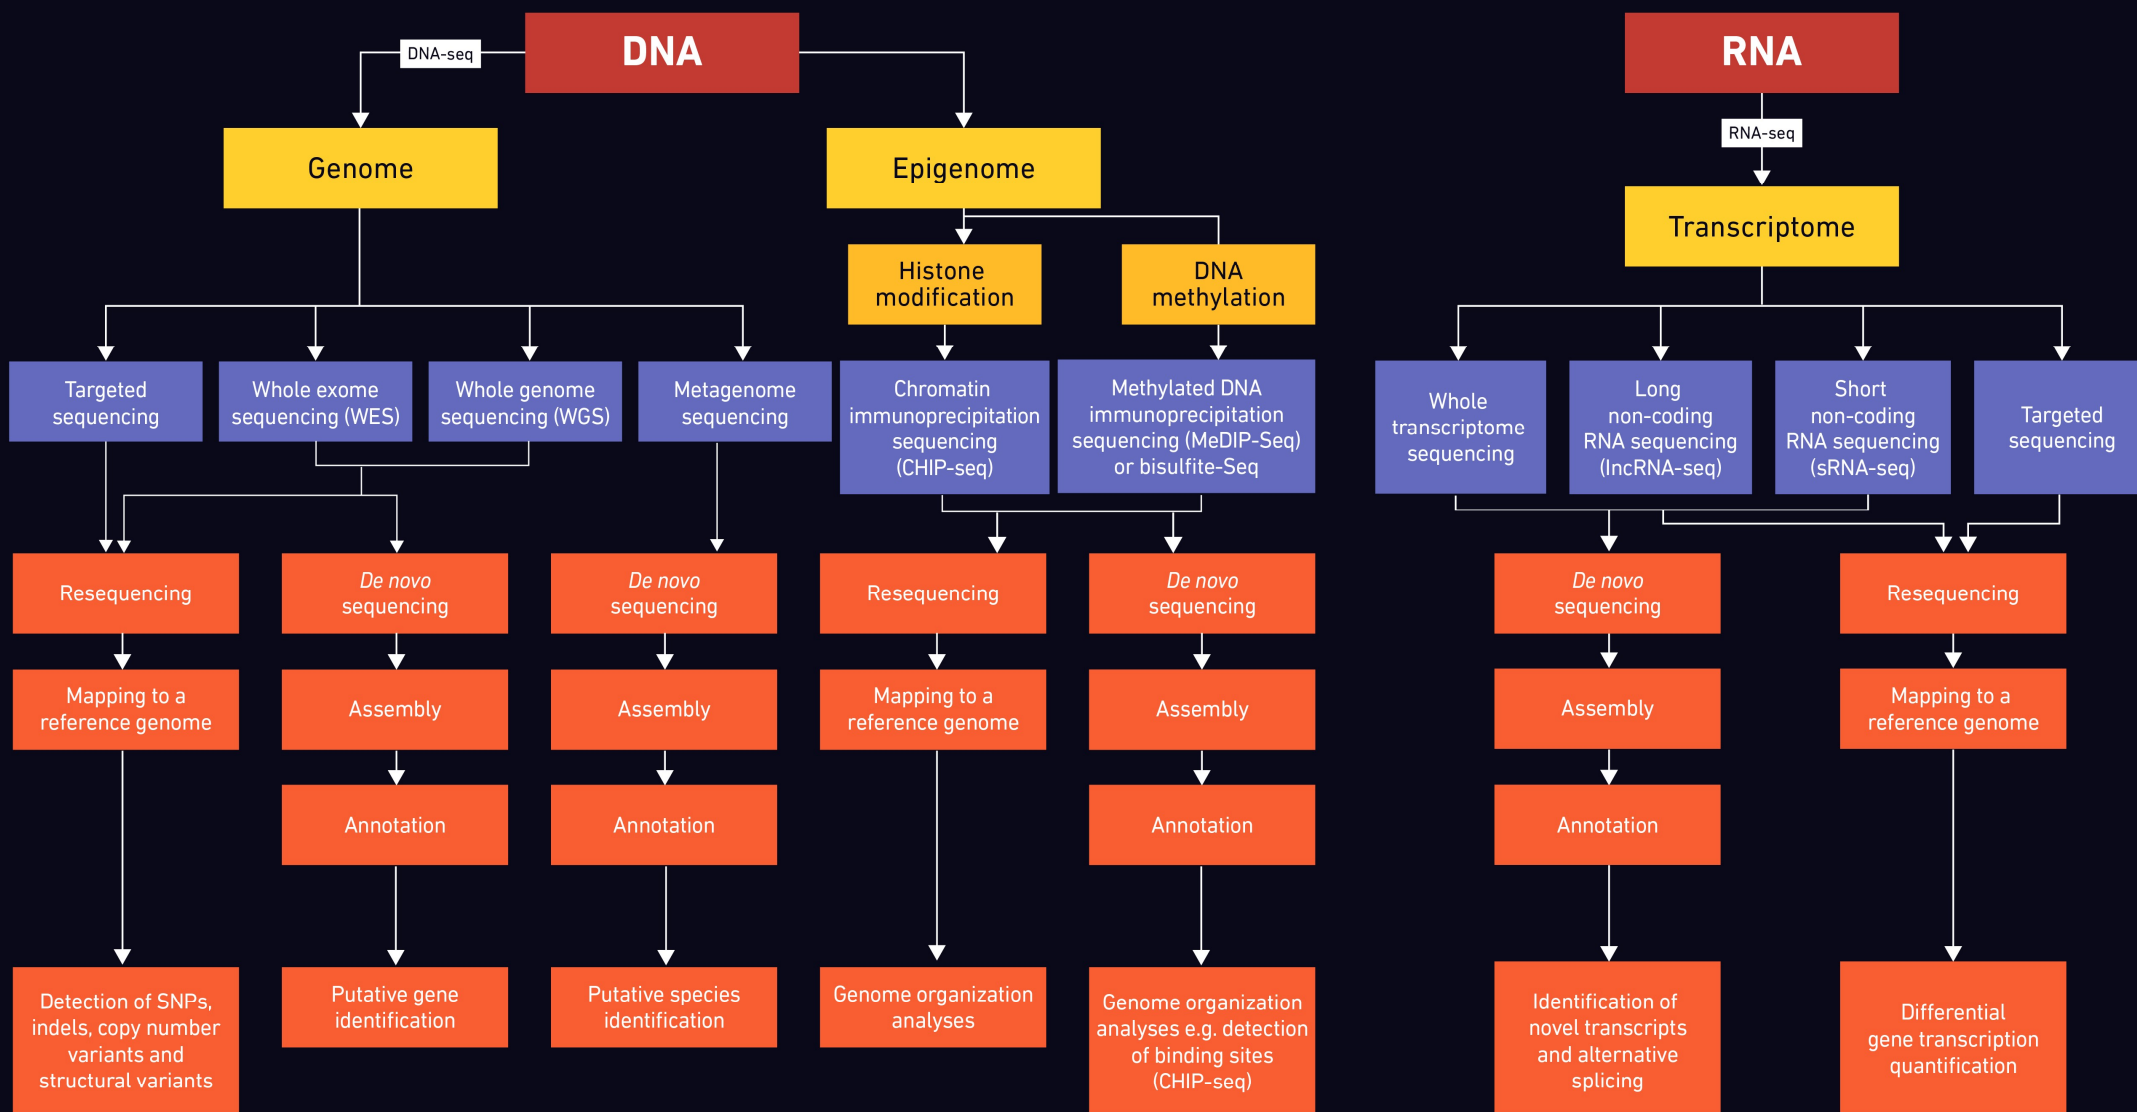 DNA
RNA
DNA-seq
RNA-seq
Genome
Epigenome
Transcriptome
Histone
modification
DNA
methylation
Targeted
sequencing
Whole exome
sequencing (WES)
Whole genome
sequencing (WGS)
Metagenome
sequencing
Chromatin
immunoprecipitation
sequencing
(CHIP-seq)
Methylated DNA
immunoprecipitation
sequencing (MeDIP-Seq)
or bisulfite-Seq
Whole
transcriptome
sequencing
Long
non-coding
RNA sequencing
(lncRNA-seq)
Short
non-coding
RNA sequencing
(sRNA-seq)
Targeted
sequencing
Resequencing
De novo
sequencing
De novo
sequencing
Resequencing
De novo
sequencing
De novo
sequencing
Resequencing
Mapping to a
reference genome
Assembly
Assembly
Mapping to a
reference genome
Assembly
Assembly
Mapping to a
reference genome
Annotation
Annotation
Annotation
Annotation
Detection of SNPs,
indels, copy number
variants and
structural variants
Putative gene
identification
Putative species
identification
Genome organization
analyses
Genome organization
analyses e.g. detection
of binding sites
(CHIP-seq)
Identification of
novel transcripts
and alternative
splicing
Differential
gene transcription
quantification